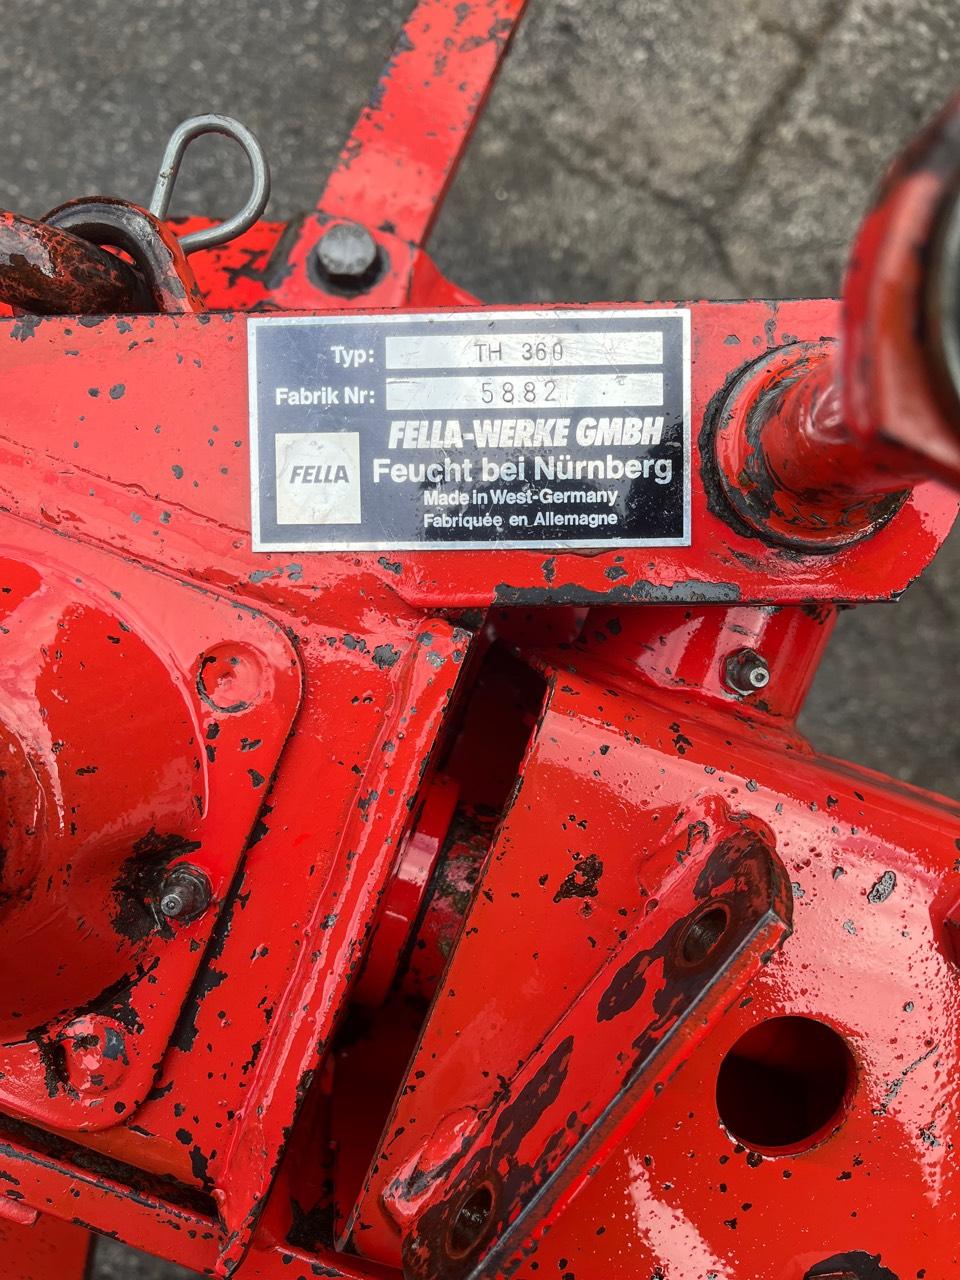 Typ: TH 360
Fabrik Nr: 5882
FELLA-WERKE GMBH
FELLA
Feucht bei Nürnberg
Made in West-Germany
Fabriquée en Allemagne